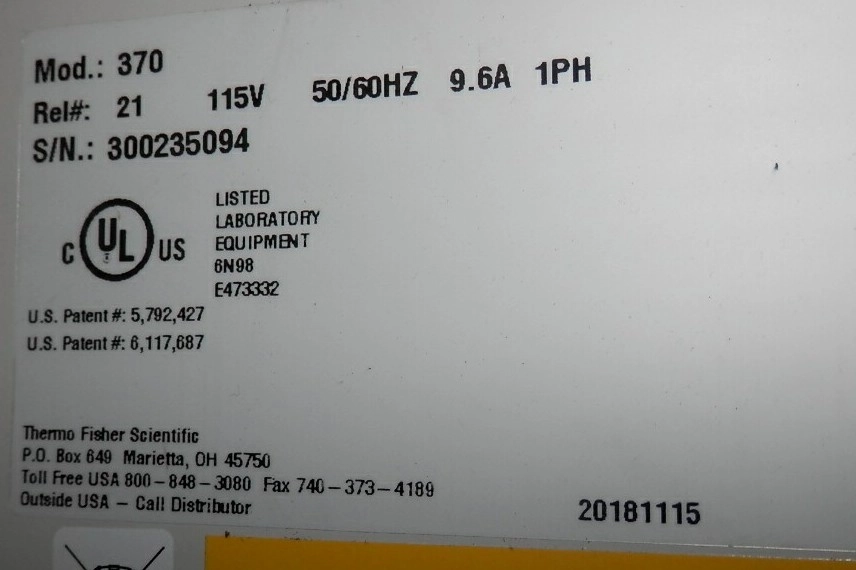 Mod.: 370
Rel#: 21 115V 50/60HZ 9.6A 1PH
S/N.: 300235094
C UL US
LISTED
LABORATORY
EQUIPMENT
6N98
E473332
U.S. Patent #: 5,792,427
U.S. Patent #: 6,117,687
Thermo Fisher Scientific
P.O. Box 649 Marietta, OH 45750
Toll Free USA 800-848-3080 Fax 740-373-4189
Outside USA - Call Distributor
20181115